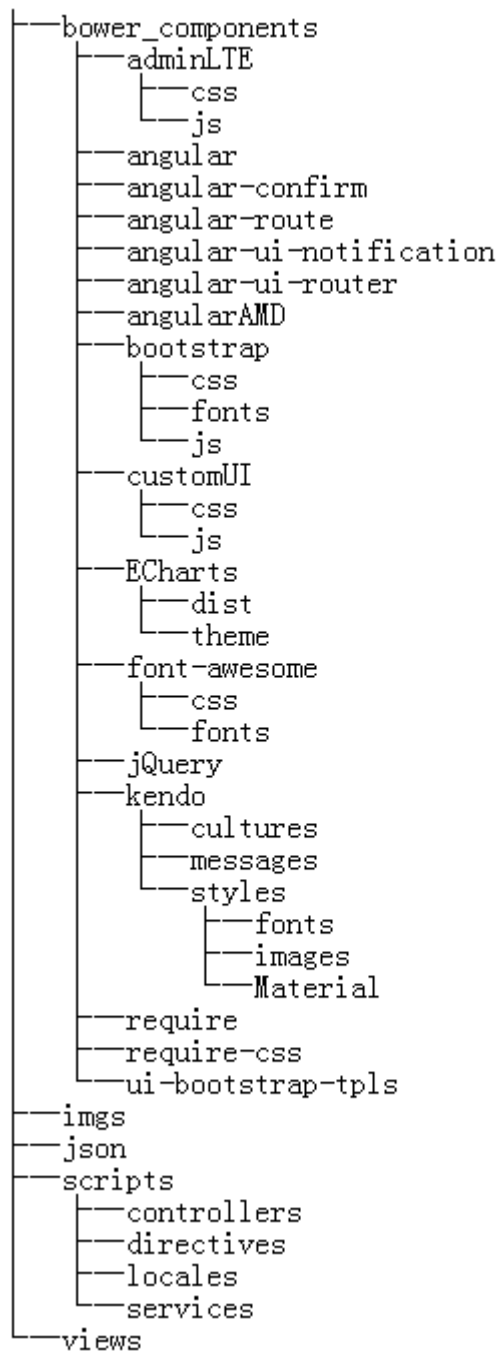 bower_components
adminLTE
css
js
angular
angular-confirm
angular-route
angular-ui-notification
angular-ui-router
angularAMD
bootstrap
css
fonts
js
customUI
css
js
ECharts
dist
theme
font-awesome
css
fonts
jQuery
kendo
cultures
messages
styles
fonts
images
Material
require
require-css
ui-bootstrap-tpls
imgs
json
scripts
controllers
directives
locales
services
views